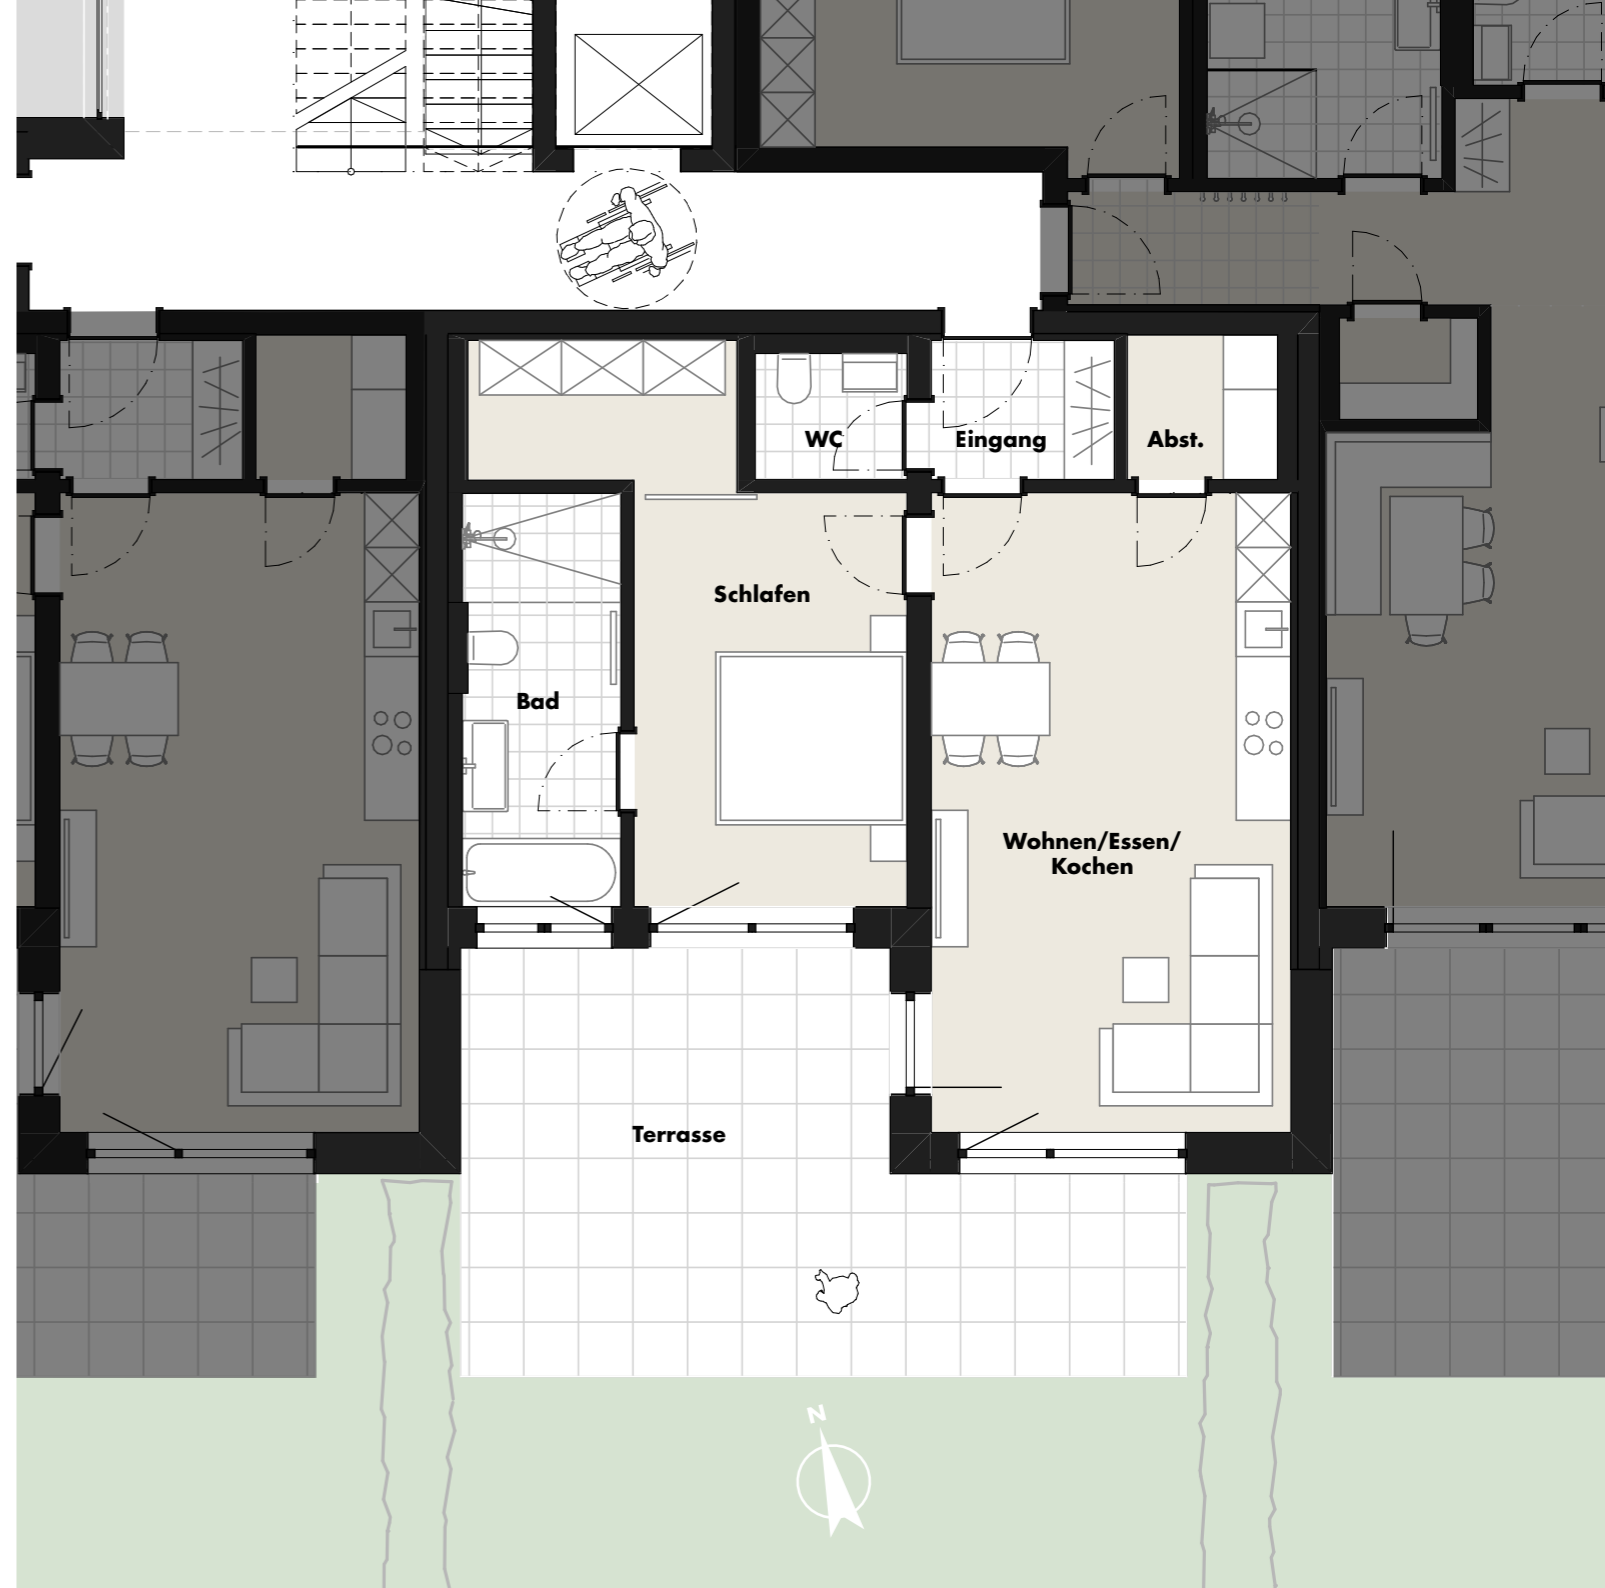 WC
Eingang
Abst.
Schlafen
Bad
Wohnen/Essen/
Kochen
Terrasse
N